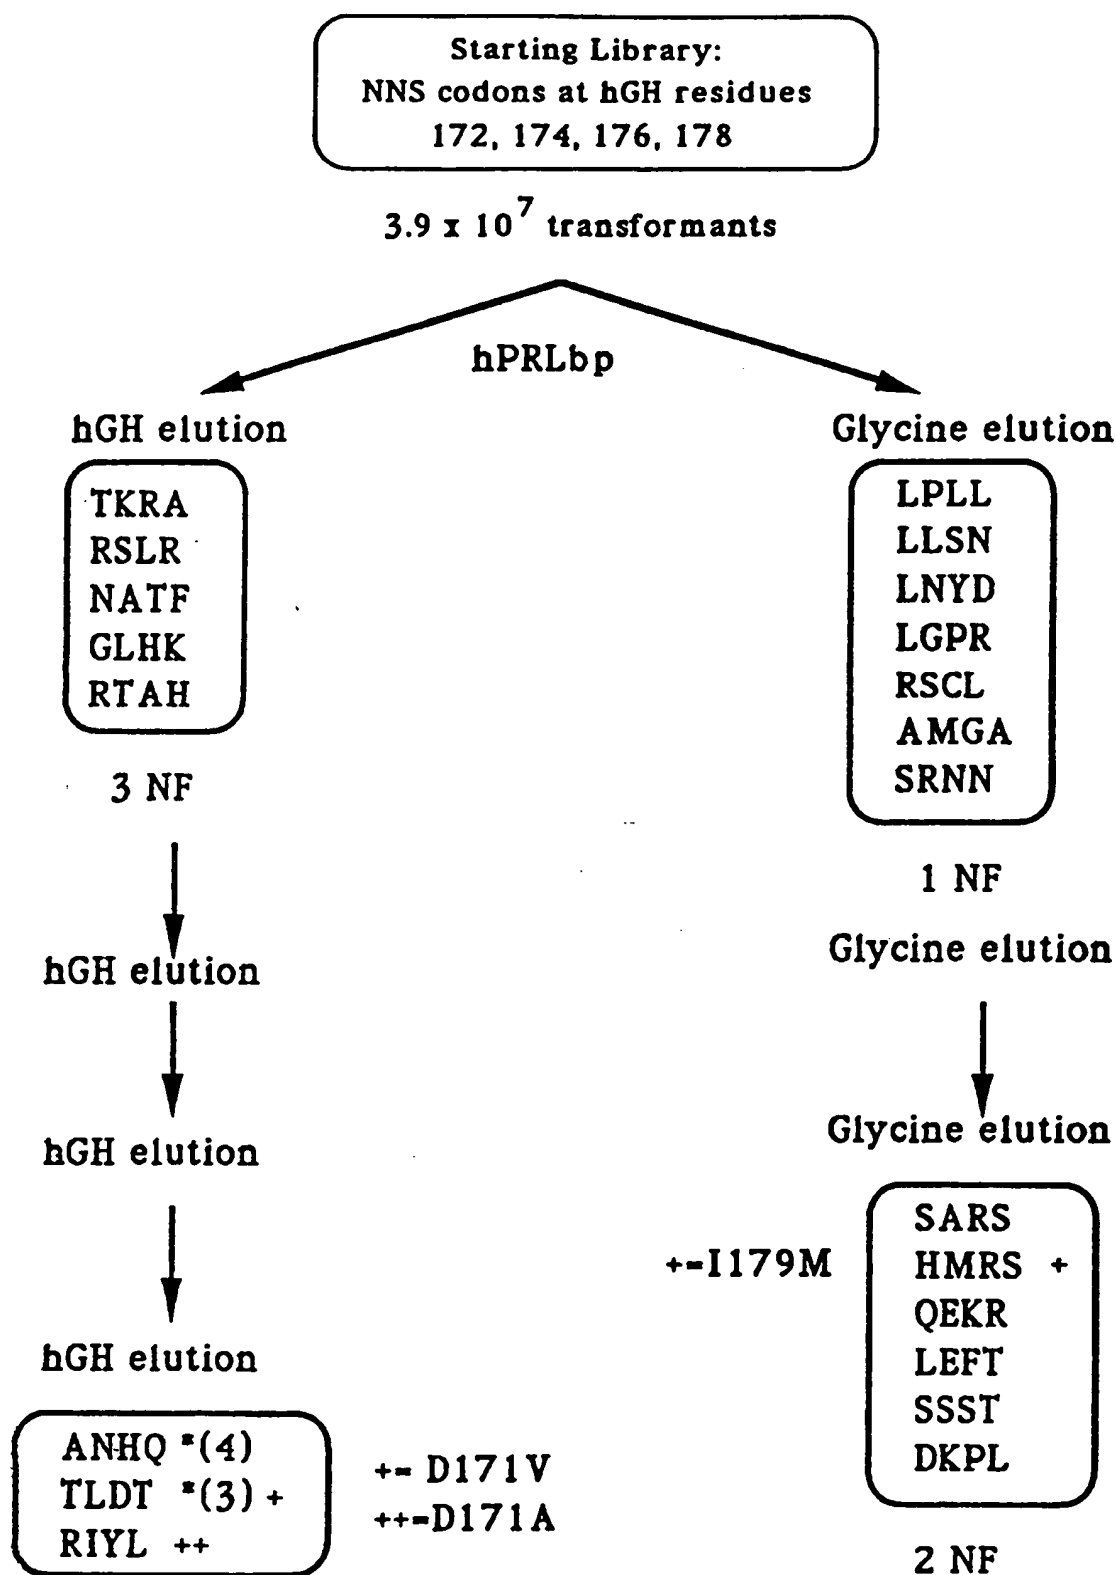 Starting Library:
NNS codons at hGH residues
172, 174, 176, 178
3.9 x 10^7 transformants
hPRLbp
hGH elution
TKRA
RSLR
NATF
GLHK
RTAH
3 NF
hGH elution
hGH elution
hGH elution
ANHQ *(4)
TLDT *(3) +
RIYL ++
+= D171V
++=D171A
Glycine elution
LPLL
LLSN
LNYD
LGPR
RSCL
AMGA
SRNN
1 NF
Glycine elution
Glycine elution
+=I179M
SARS
HMRS +
QEKR
LEFT
SSST
DKPL
2 NF